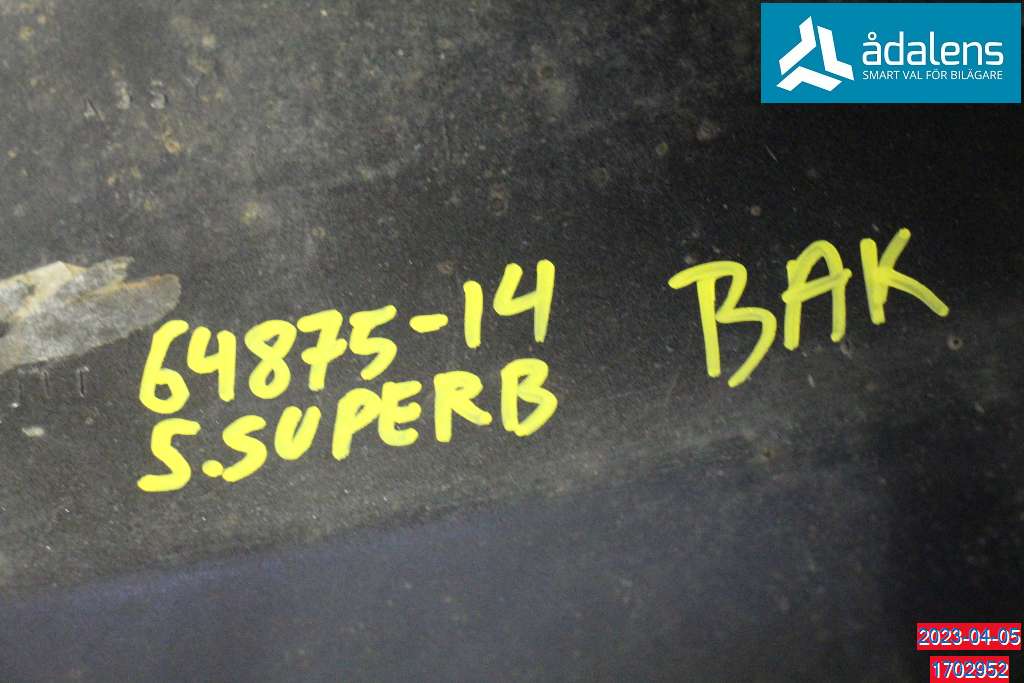 ådalens
SMART VAL FÖR BILÄGARE
64875-14
S.SUPERB
BAK
2023-04-05
1702952